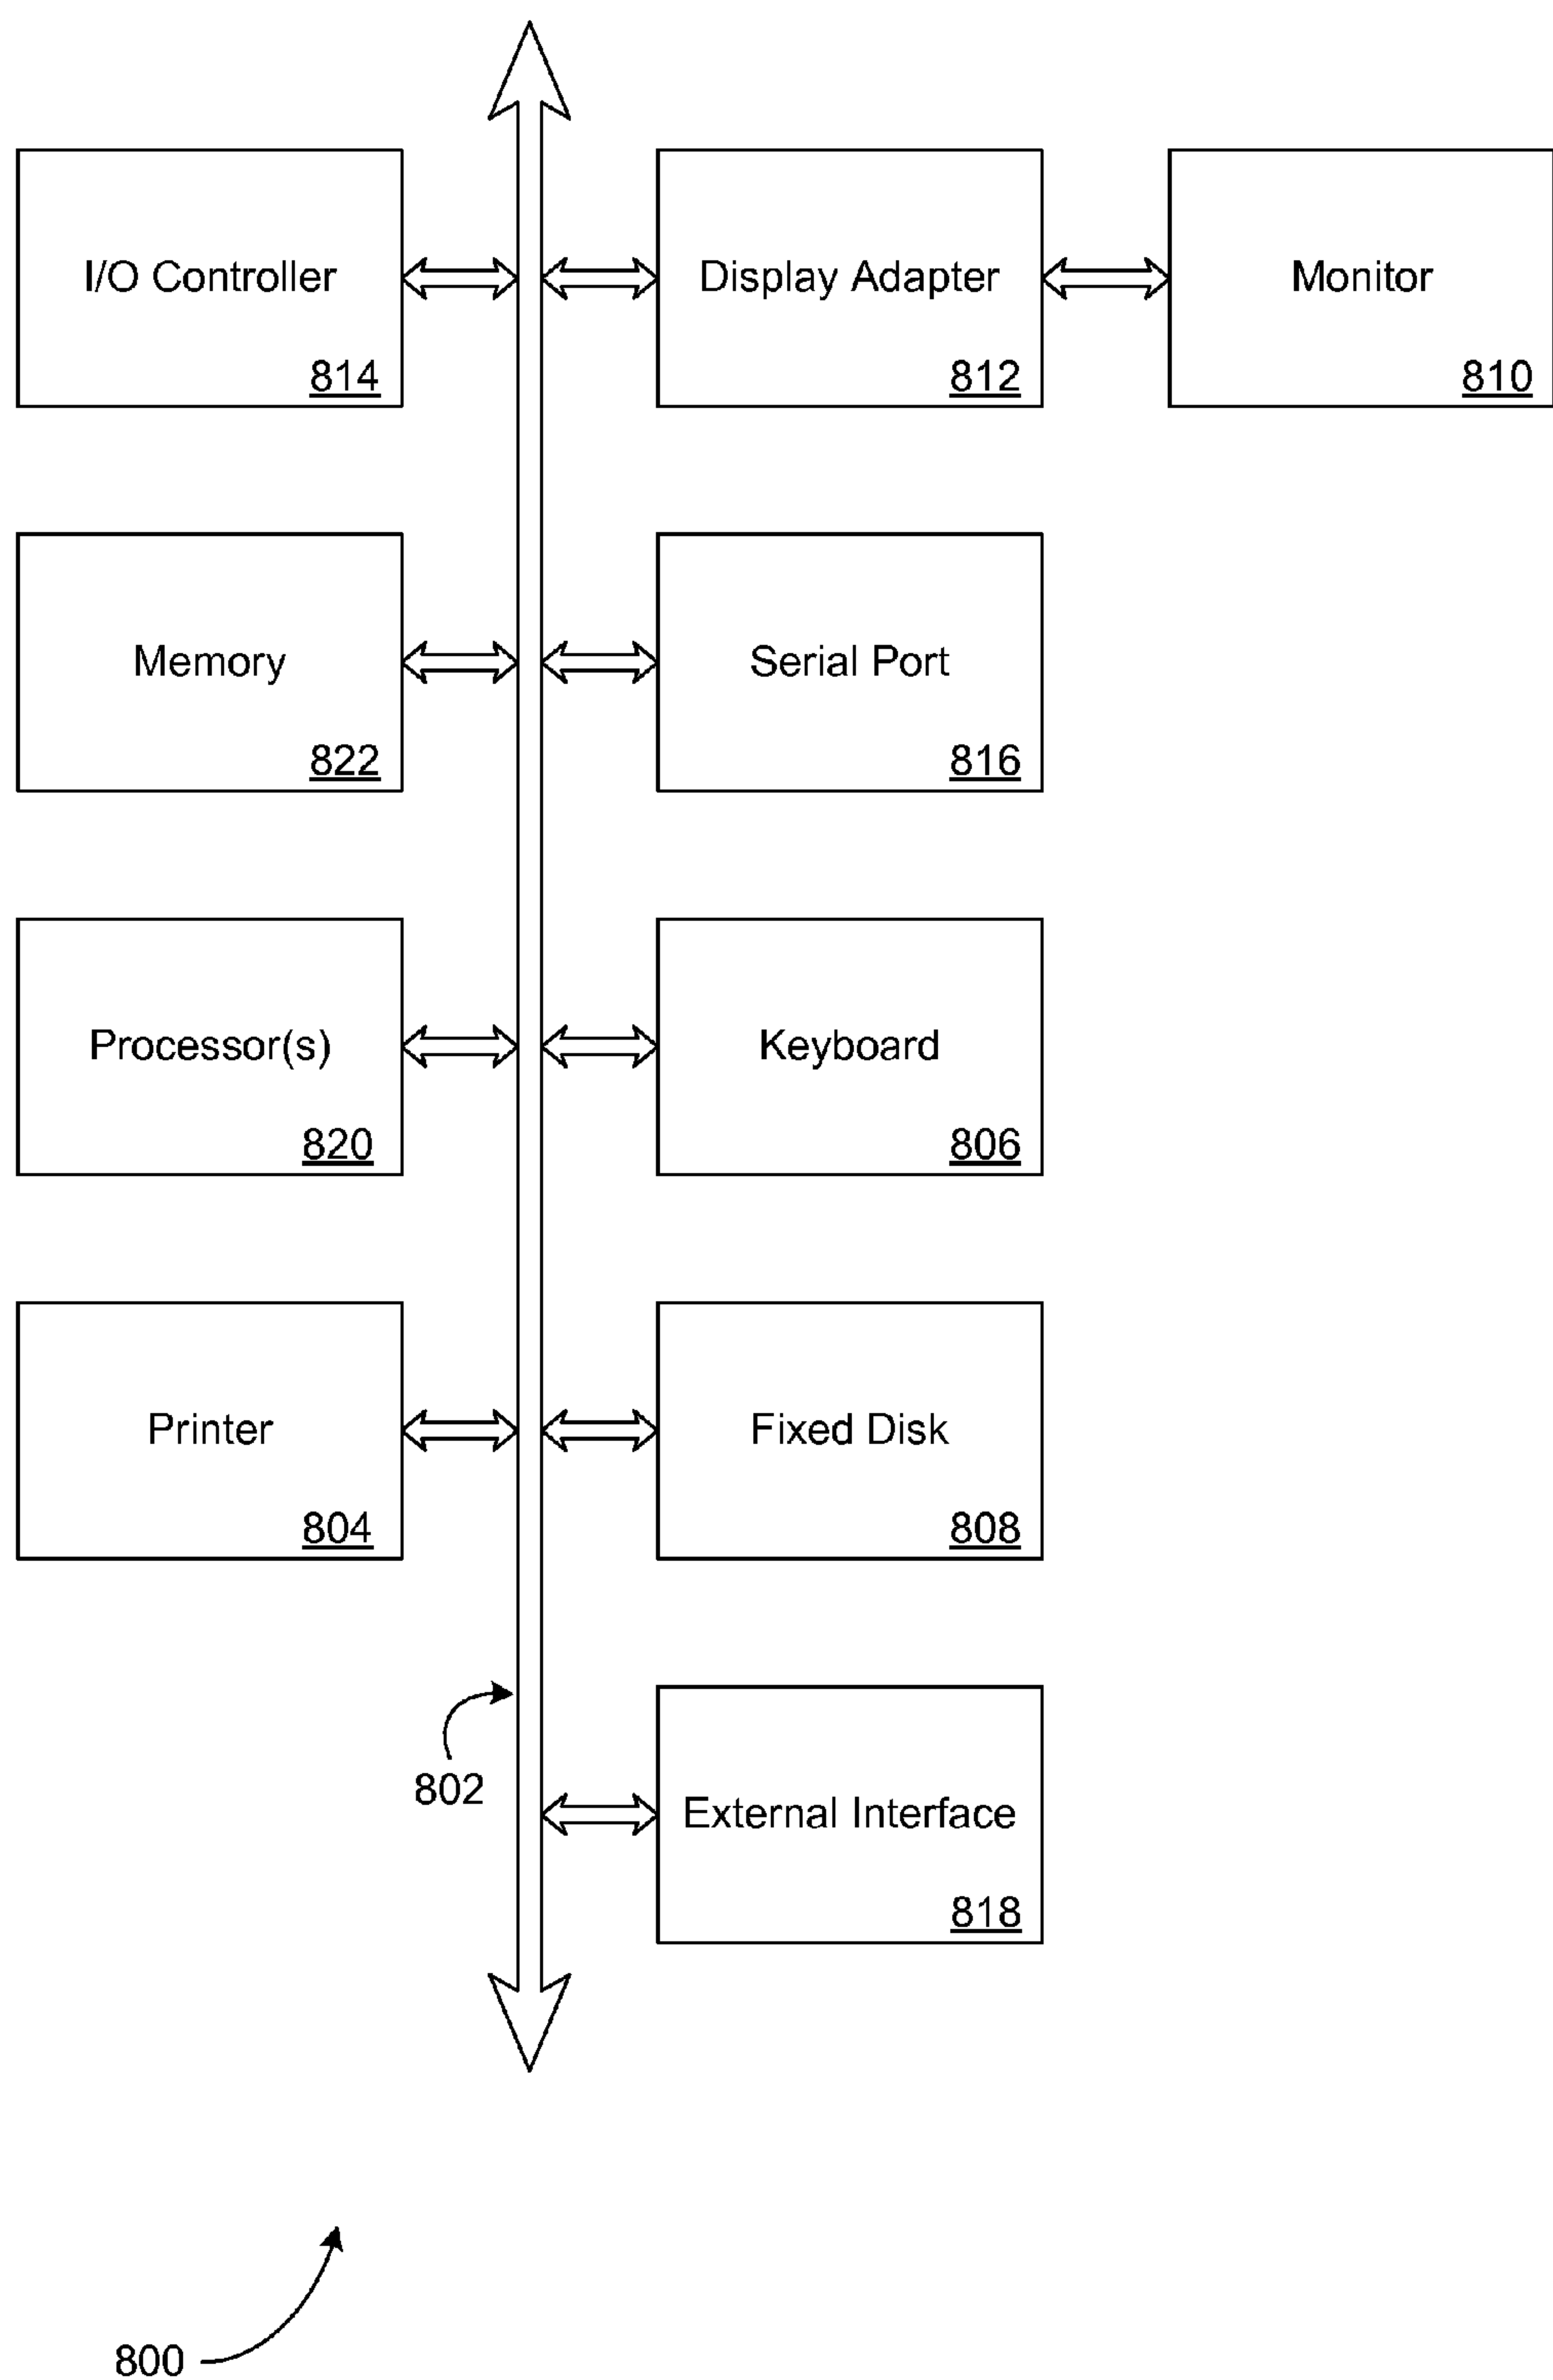 I/O Controller
814
Display Adapter
812
Monitor
810
Memory
822
Serial Port
816
Processor(s)
820
Keyboard
806
Printer
804
Fixed Disk
808
802
External Interface
818
800